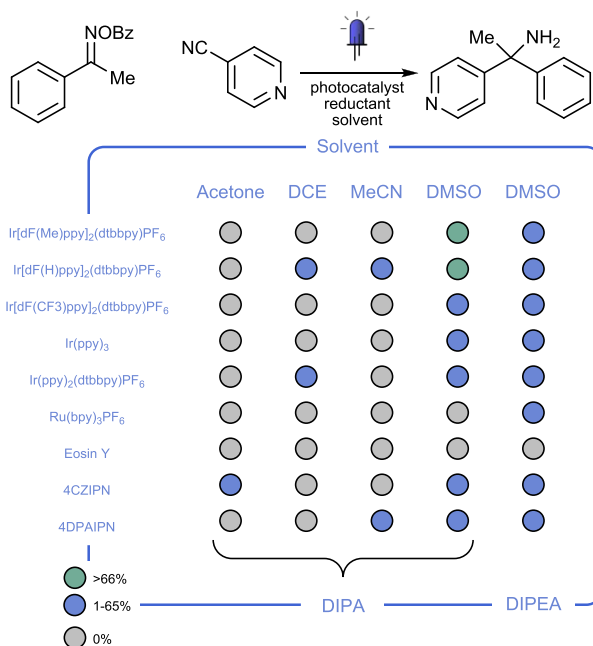 NOBz
Me
NC
N
photocatalyst
reductant
solvent
Me NH2
N
Solvent
Acetone DCE MeCN DMSO DMSO
Ir[dF(Me)ppy]2(dtbbpy)PF6
Ir[dF(H)ppy]2(dtbbpy)PF6
Ir[dF(CF3)ppy]2(dtbbpy)PF6
Ir(ppy)3
Ir(ppy)2(dtbbpy)PF6
Ru(bpy)3PF6
Eosin Y
4CZIPN
4DPAIPN
>66%
1-65%
0%
DIPA DIPEA